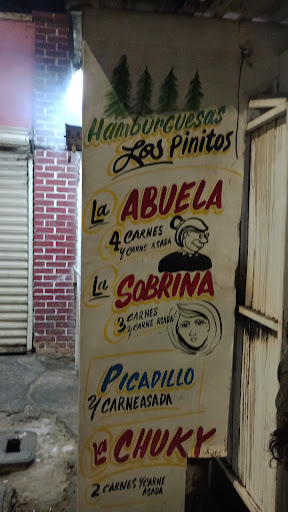 Hamburguesas
Los Pinitos
La ABUELA
4 CARNES
Y CARNE ASADA
La SOBRINA
3 CARNES
Y CARNE ASADA
PICADILLO
Y CARNEASADA
La CHUKY
2 CARNES Y CARNE
ASADA